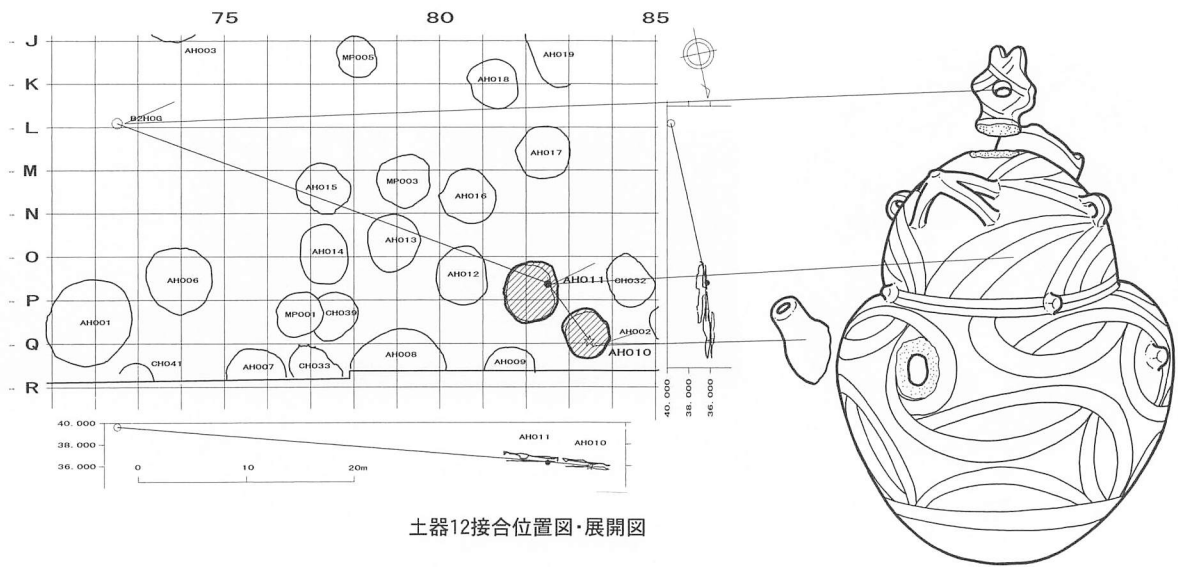 75 80 85
J
K
L
M
N
O
P
Q
R
AH003
MP005
AH019
AH018
B2H0G
AH017
AH015
MP003
AH016
AH013
AH014
AH012
AH006
AH011
CH032
AH001
MP001
CH039
AH002
AH010
CH041
AH007
CH033
AH008
AH009
40.000
38.000
36.000
40.000
38.000
36.000
AH011
AH010
0 10 20m
土器12接合位置図・展開図